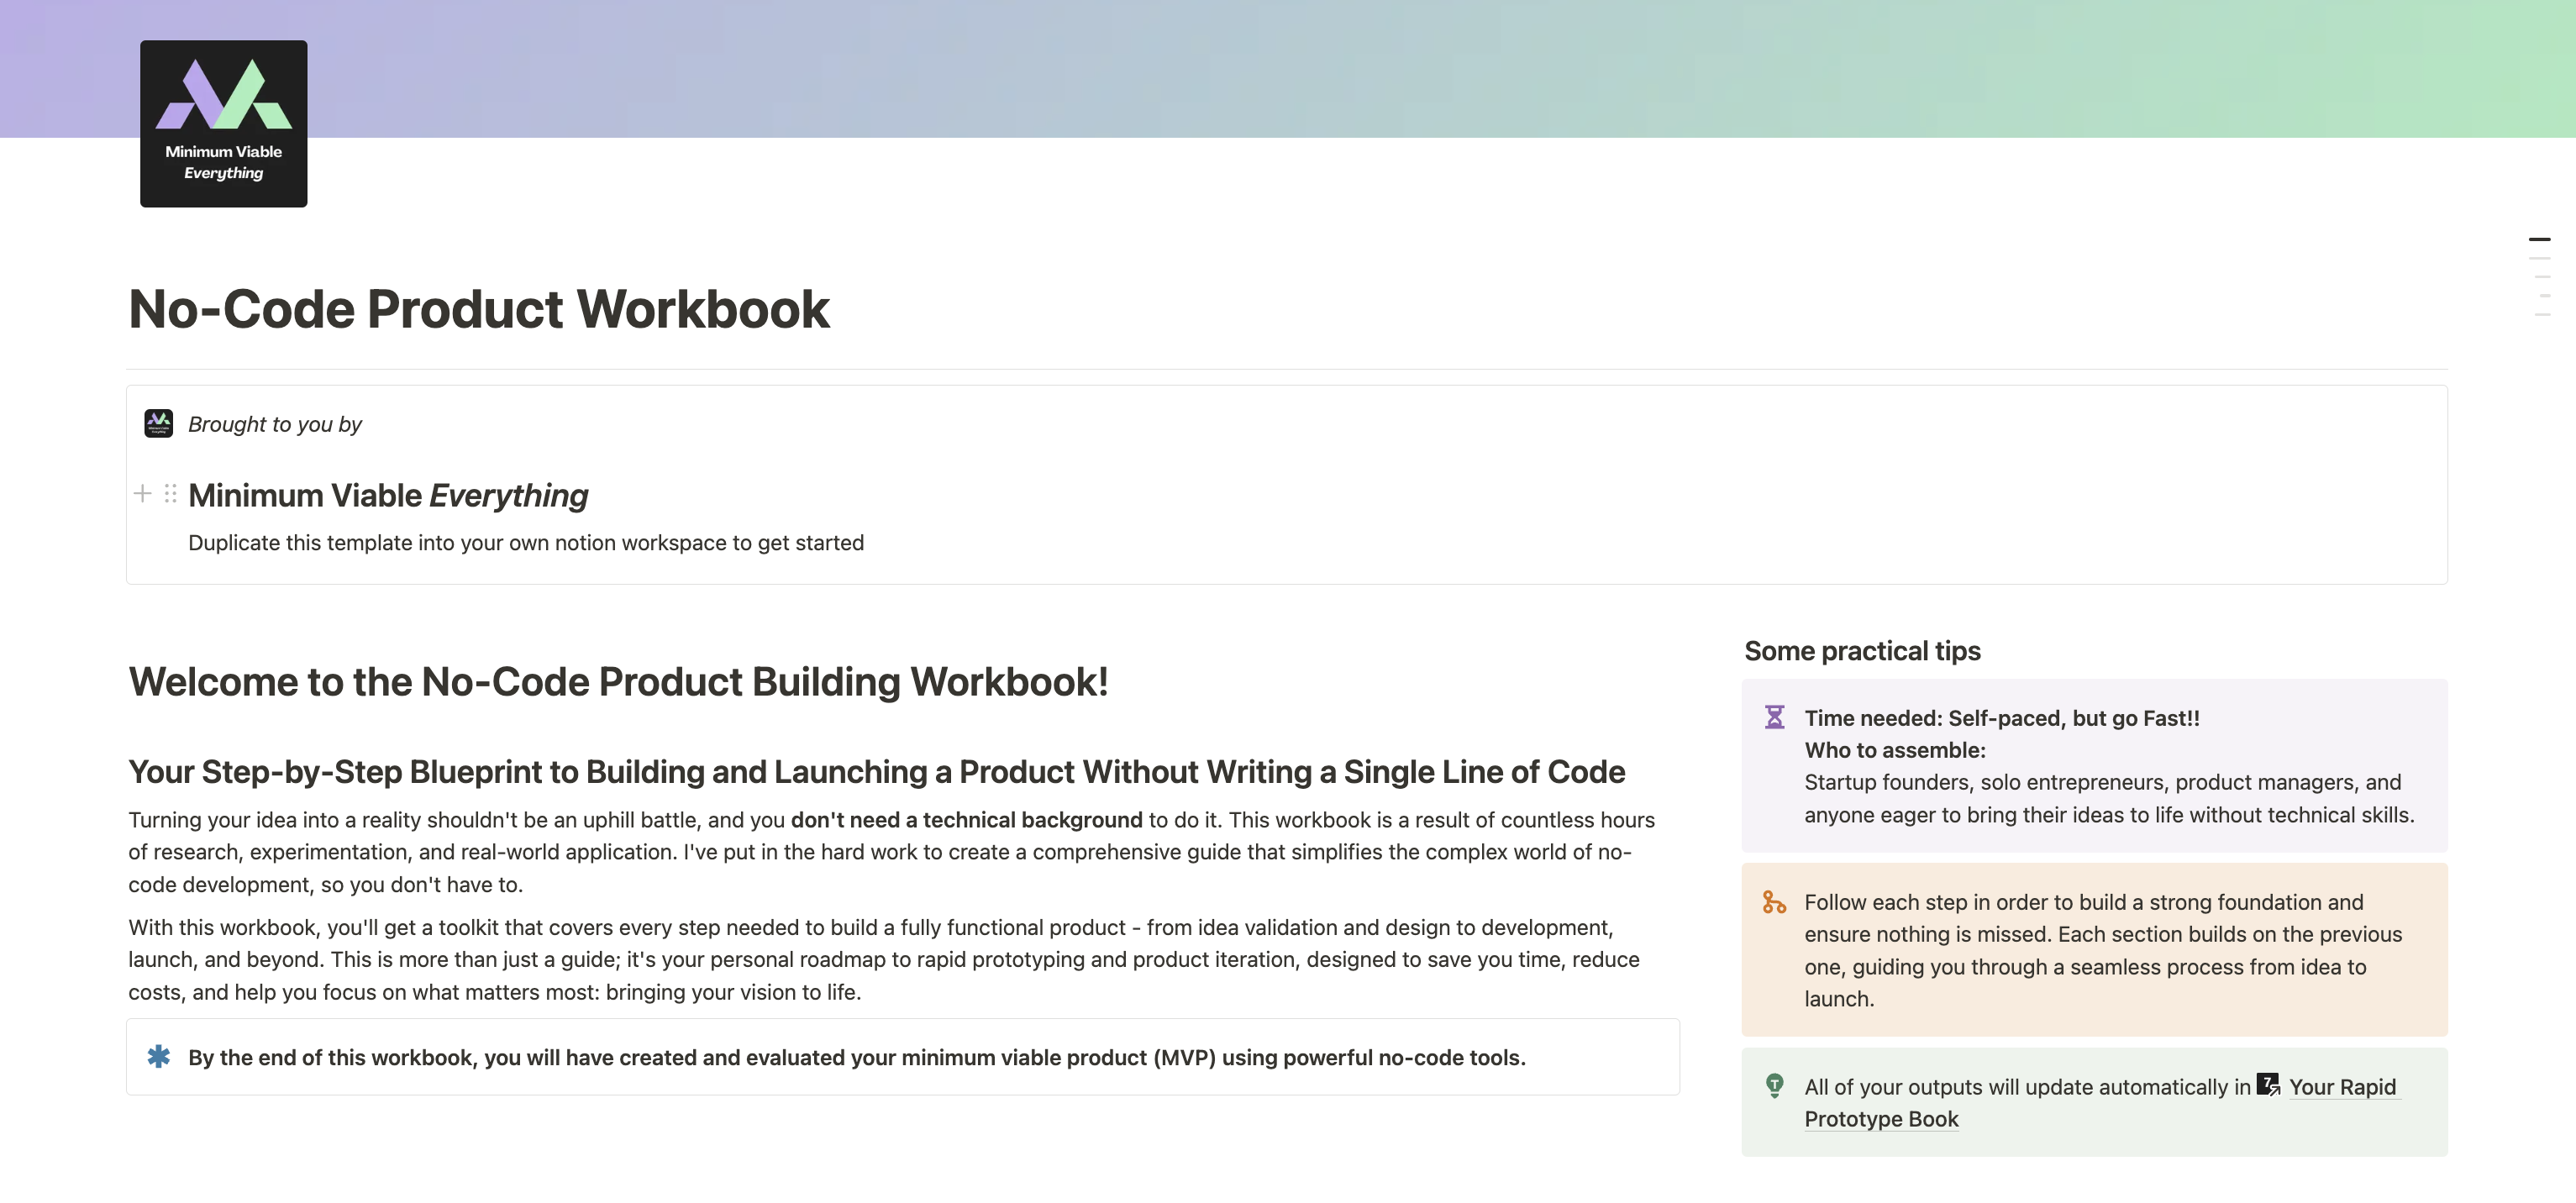 Minimum Viable
Everything
No-Code Product Workbook
Brought to you by
Minimum Viable Everything
Duplicate this template into your own notion workspace to get started
Welcome to the No-Code Product Building Workbook!
Your Step-by-Step Blueprint to Building and Launching a Product Without Writing a Single Line of Code
Turning your idea into a reality shouldn't be an uphill battle, and you don't need a technical background to do it. This workbook is a result of countless hours
of research, experimentation, and real-world application. I've put in the hard work to create a comprehensive guide that simplifies the complex world of no-
code development, so you don't have to.
With this workbook, you'll get a toolkit that covers every step needed to build a fully functional product - from idea validation and design to development,
launch, and beyond. This is more than just a guide; it's your personal roadmap to rapid prototyping and product iteration, designed to save you time, reduce
costs, and help you focus on what matters most: bringing your vision to life.
By the end of this workbook, you will have created and evaluated your minimum viable product (MVP) using powerful no-code tools.
Some practical tips
Time needed: Self-paced, but go Fast!!
Who to assemble:
Startup founders, solo entrepreneurs, product managers, and
anyone eager to bring their ideas to life without technical skills.
Follow each step in order to build a strong foundation and
ensure nothing is missed. Each section builds on the previous
one, guiding you through a seamless process from idea to
launch.
All of your outputs will update automatically in 7 Your Rapid
Prototype Book